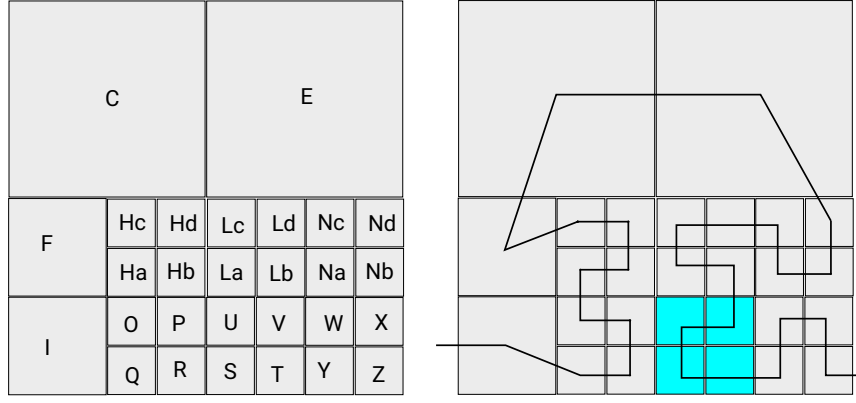 C E
Hc Hd Lc Ld Nc Nd
F
Ha Hb La Lb Na Nb
O P U V W X
I
Q R S T Y Z